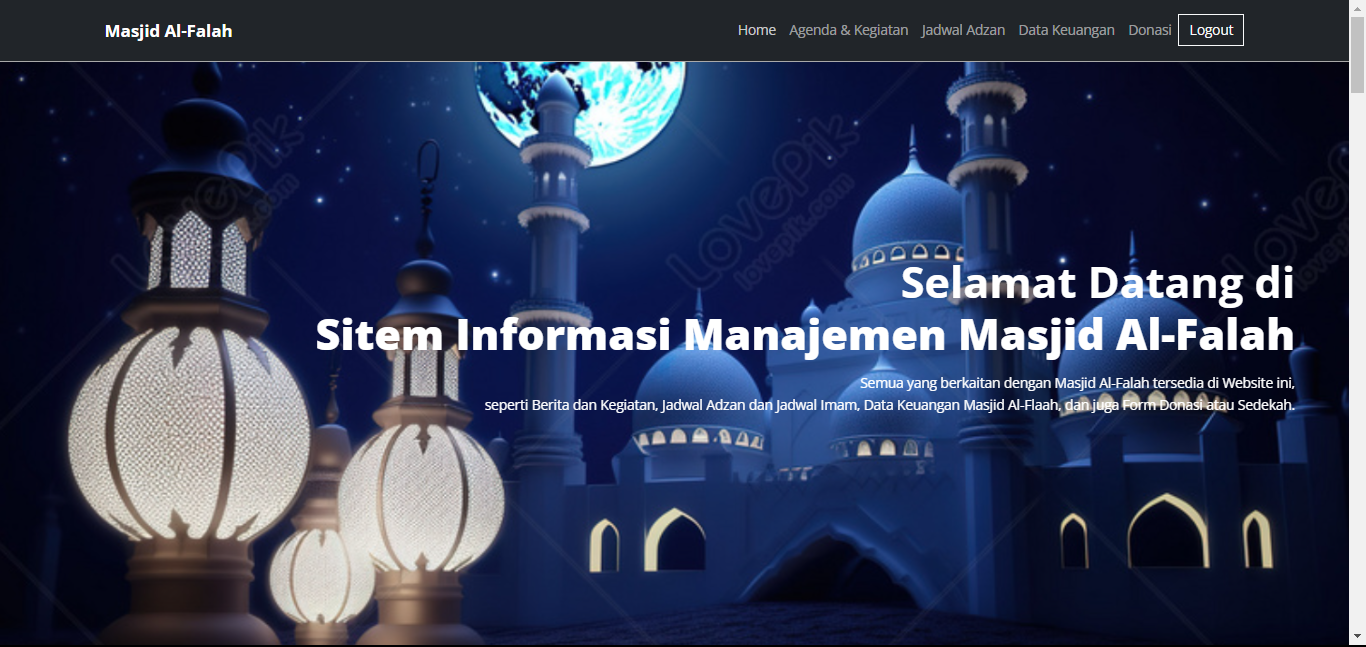 Masjid Al-Falah
Home Agenda & Kegiatan Jadwal Adzan Data Keuangan Donasi Logout
Selamat Datang di
Sitem Informasi Manajemen Masjid Al-Falah
Semua yang berkaitan dengan Masjid Al-Falah tersedia di Website ini,
seperti Berita dan Kegiatan, Jadwal Adzan dan Jadwal Imam, Data Keuangan Masjid Al-Flaah, dan juga Form Donasi atau Sedekah.
Lovepik
lovepik.com